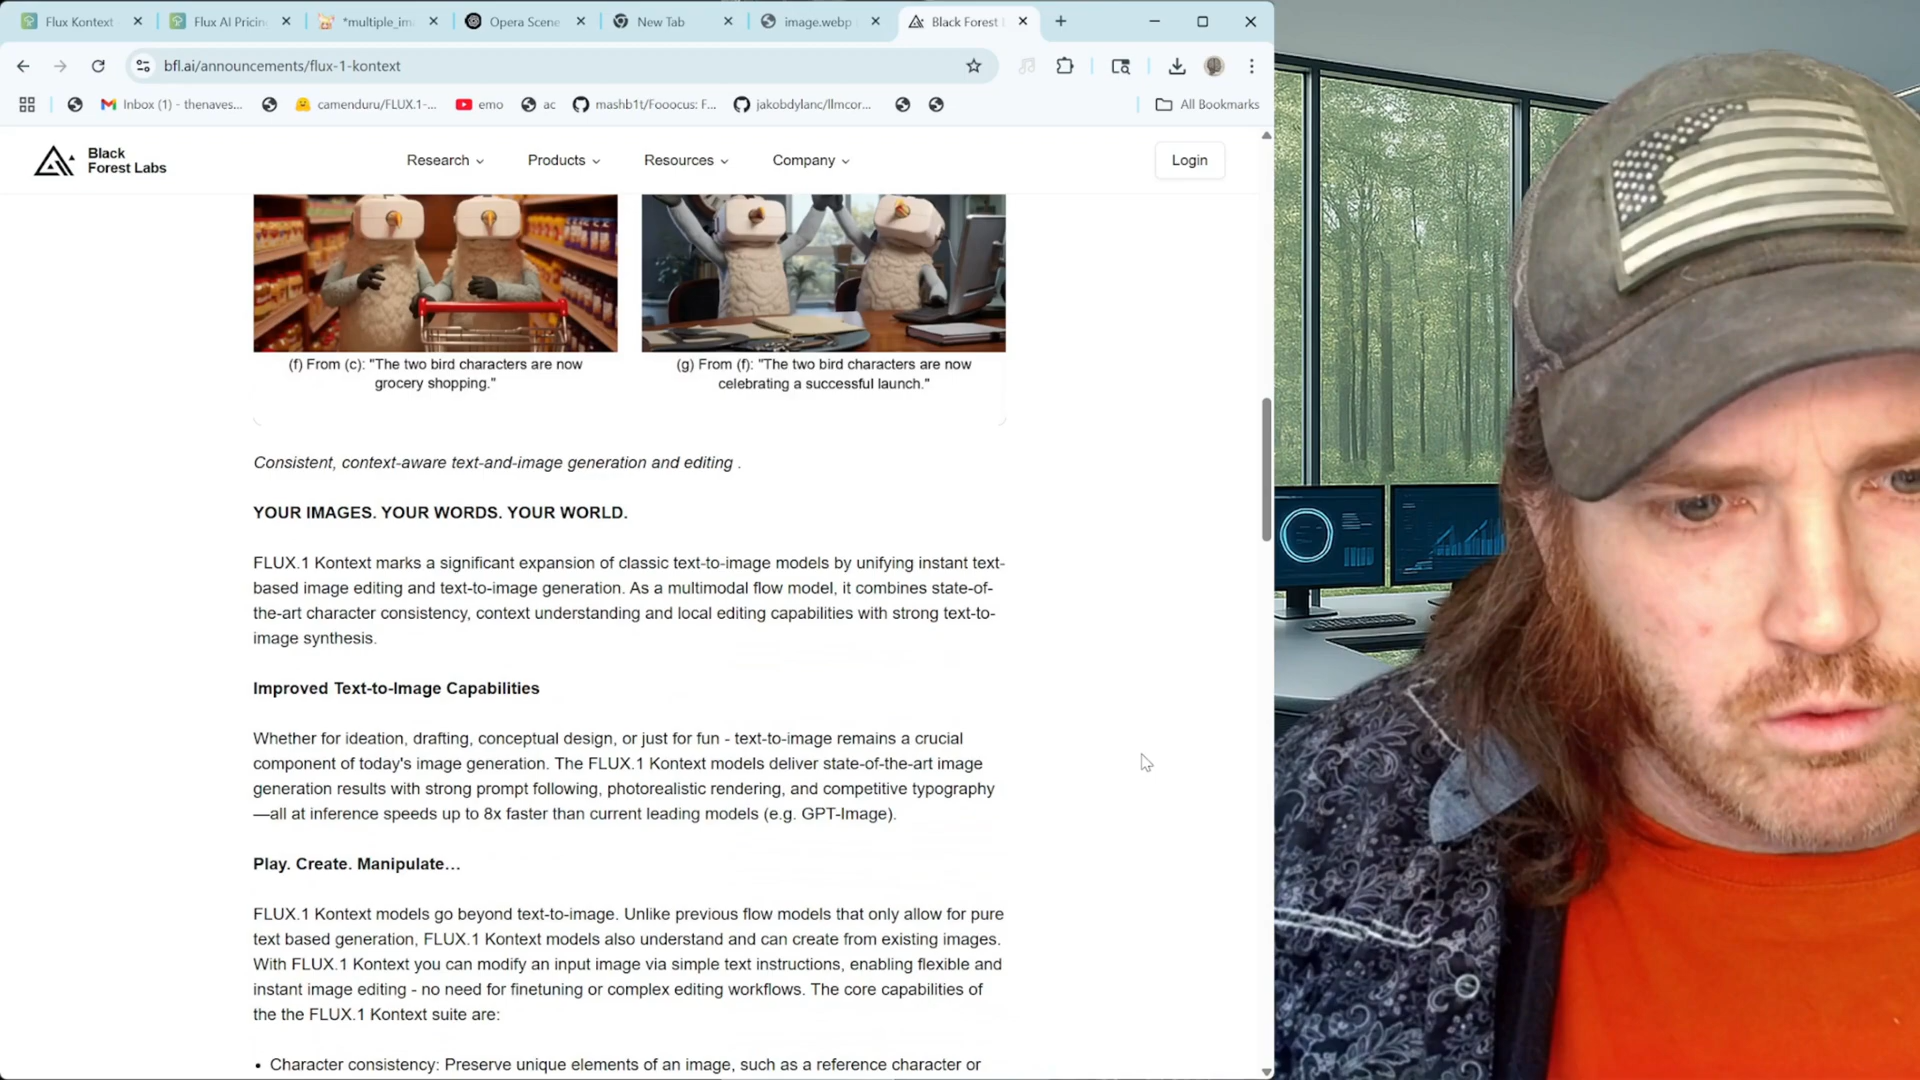 Flux Kontext
Flux AI Pricing
*multiple_im
Opera Scene
New Tab
image.webp
Black Forest L
bfl.ai/announcements/flux-1-kontext
Inbox (1) - thenaves...
camenduru/FLUX.1-...
emo
ac
mashb1t/Fooocus: F...
jakobdylanc/llmcor...
All Bookmarks
Black
Forest Labs
Research
Products
Resources
Company
Login
(f) From (c): "The two bird characters are now
grocery shopping."
(g) From (f): "The two bird characters are now
celebrating a successful launch."
Consistent, context-aware text-and-image generation and editing .
YOUR IMAGES. YOUR WORDS. YOUR WORLD.
FLUX.1 Kontext marks a significant expansion of classic text-to-image models by unifying instant text-
based image editing and text-to-image generation. As a multimodal flow model, it combines state-of-
the-art character consistency, context understanding and local editing capabilities with strong text-to-
image synthesis.
Improved Text-to-Image Capabilities
Whether for ideation, drafting, conceptual design, or just for fun - text-to-image remains a crucial
component of today's image generation. The FLUX.1 Kontext models deliver state-of-the-art image
generation results with strong prompt following, photorealistic rendering, and competitive typography
—all at inference speeds up to 8x faster than current leading models (e.g. GPT-Image).
Play. Create. Manipulate…
FLUX.1 Kontext models go beyond text-to-image. Unlike previous flow models that only allow for pure
text based generation, FLUX.1 Kontext models also understand and can create from existing images.
With FLUX.1 Kontext you can modify an input image via simple text instructions, enabling flexible and
instant image editing - no need for finetuning or complex editing workflows. The core capabilities of
the the FLUX.1 Kontext suite are:
• Character consistency: Preserve unique elements of an image, such as a reference character or